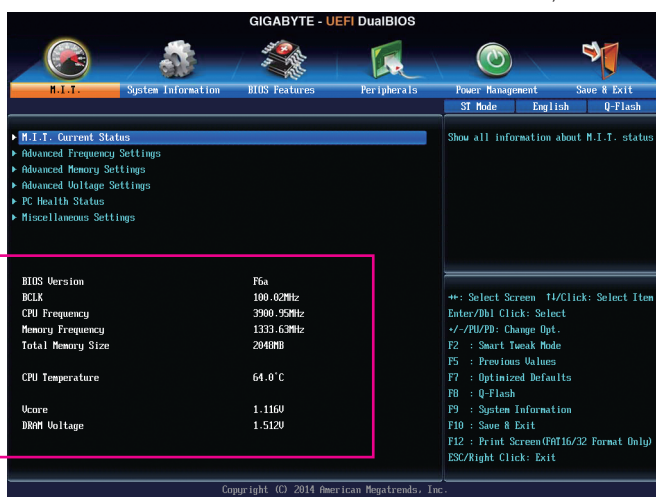 GIGABYTE - UEFI DualBIOS
M.I.T. System Information BIOS Features Peripherals Power Management Save & Exit
ST Mode English Q-Flash
M.I.T. Current Status
Advanced Frequency Settings
Advanced Memory Settings
Advanced Voltage Settings
PC Health Status
Miscellaneous Settings
Show all information about M.I.T. status
BIOS Version F6a
BCLK 100.02MHz
CPU Frequency 3900.95MHz
Memory Frequency 1333.63MHz
Total Memory Size 2048MB
CPU Temperature 64.0°C
Vcore 1.116V
DRAM Voltage 1.512V
→←: Select Screen ↑↓/Click: Select Item
Enter/Dbl Click: Select
+/-/PU/PD: Change Opt.
F2 : Smart Tweak Mode
F5 : Previous Values
F7 : Optimized Defaults
F8 : Q-Flash
F9 : System Information
F10 : Save & Exit
F12 : Print Screen(FAT16/32 Format Only)
ESC/Right Click: Exit
Copyright (C) 2014 American Megatrends, Inc.